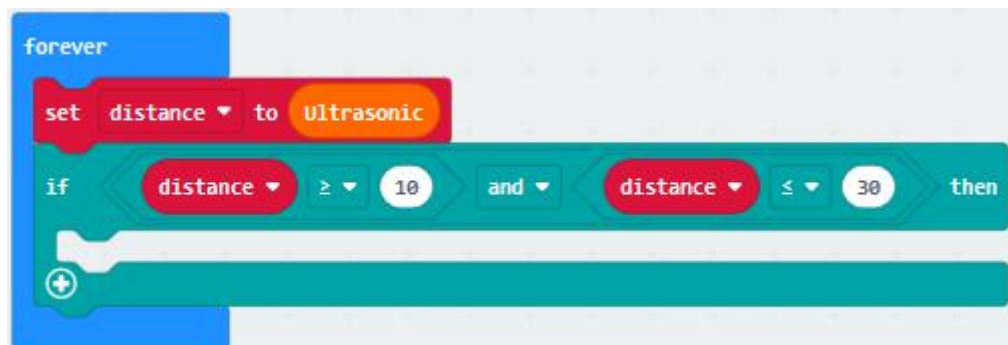 forever
set distance to Ultrasonic
if distance ≥ 10 and distance ≤ 30 then